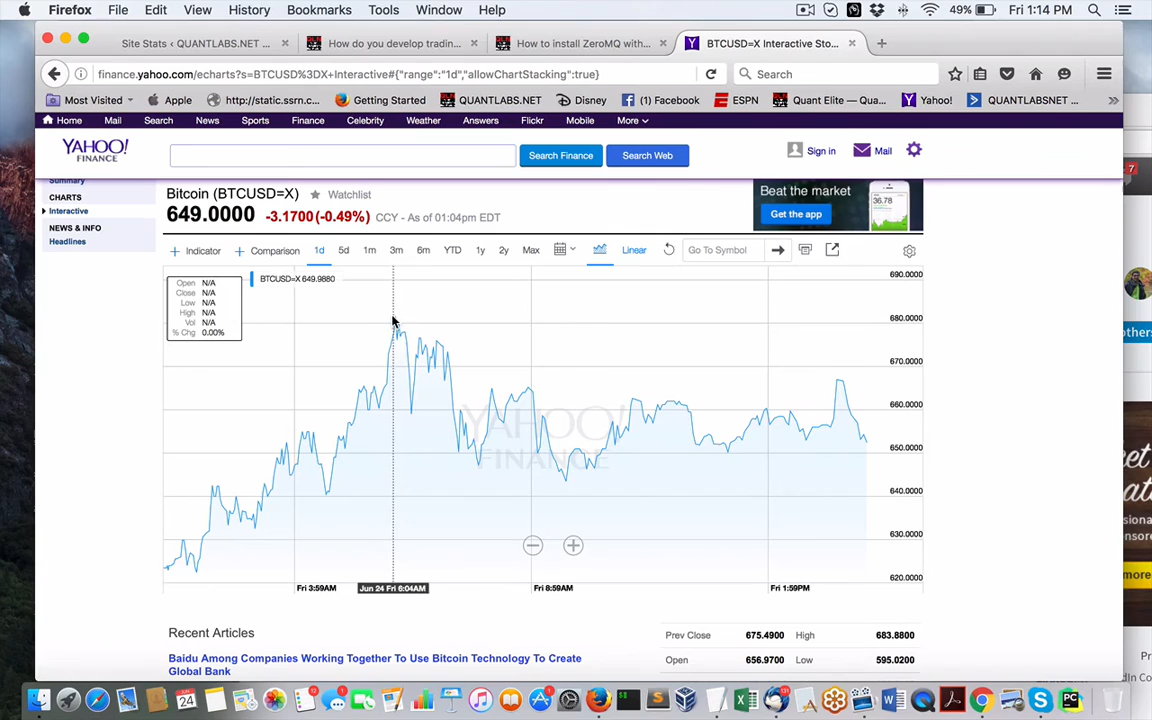 Firefox File Edit View History Bookmarks Tools Window Help 49% Fri 1:14 PM
Site Stats ‹ QUANTLABS.NET ... × How do you develop tradin... × How to install ZeroMQ with... × BTCUSD=X Interactive Sto... × +
finance.yahoo.com/echarts?s=BTCUSD%3DX+Interactive#{"range":"1d","allowChartStacking":true} Search
Most Visited Apple http://static.ssrn.c... Getting Started QUANTLABS.NET Disney (1) Facebook ESPN Quant Elite — Qua... Yahoo! QUANTLABSNET ... »
Home Mail Search News Sports Finance Celebrity Weather Answers Flickr Mobile More
YAHOO!
FINANCE
Search Finance Search Web Sign in Mail
Summary
CHARTS
Interactive
NEWS & INFO
Headlines
Bitcoin (BTCUSD=X) Watchlist
649.0000 -3.1700 (-0.49%) CCY - As of 01:04pm EDT
Beat the market
Get the app
36.78
+ Indicator + Comparison 1d 5d 1m 3m 6m YTD 1y 2y Max Linear Go To Symbol
Open N/A
Close N/A
Low N/A
High N/A
Vol N/A
% Chg 0.00%
BTCUSD=X 649.9880
690.0000
680.0000
670.0000
660.0000
650.0000
640.0000
630.0000
620.0000
YAHOO!
FINANCE
Fri 3:59AM Jun 24 Fri 6:04AM Fri 8:59AM Fri 1:59PM
Recent Articles
Baidu Among Companies Working Together To Use Bitcoin Technology To Create
Global Bank
Prev Close 675.4900 High 683.8800
Open 656.9700 Low 595.0200
7
others
more
24